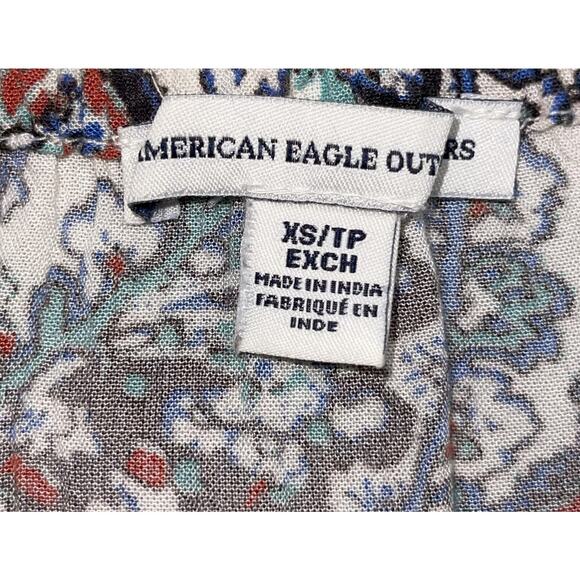 AMERICAN EAGLE OUT RS
XS/TP
EXCH
MADE IN INDIA
FABRIQUÉ EN
INDE